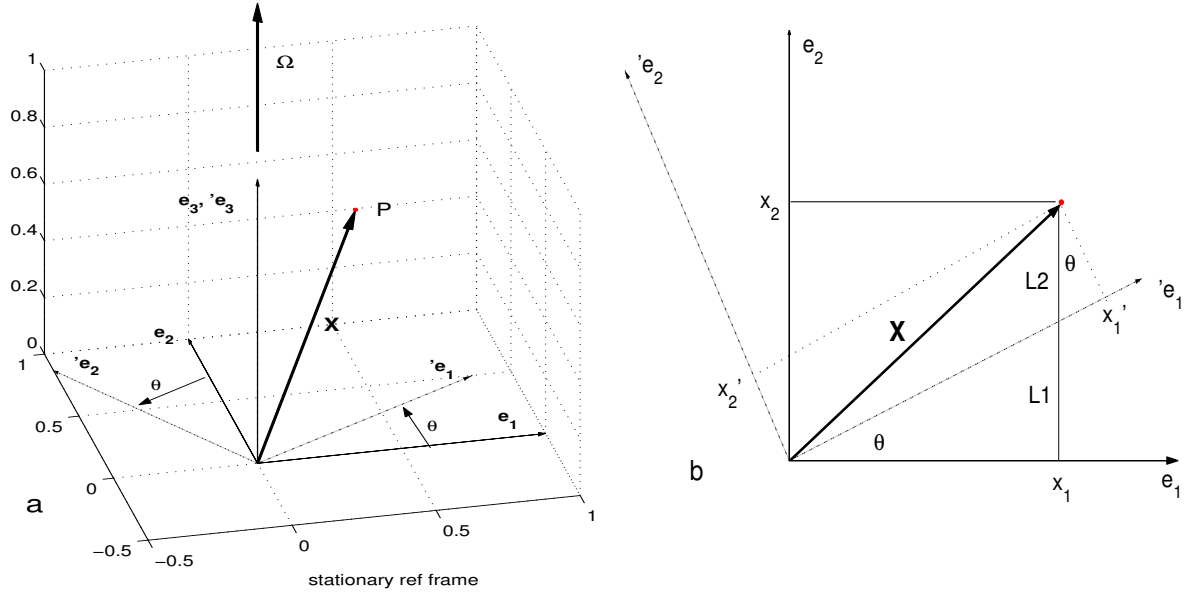 Ω
1
0.8
0.6
0.4
0.2
0
e3, 'e3
P
X
e2
'e2
θ
'e1
θ
e1
1
0.5
0
−0.5
−0.5
0
0.5
1
a
stationary ref frame
'e2
e2
x2
L2
θ
'e1
x1'
X
x2'
L1
θ
b
x1
e1